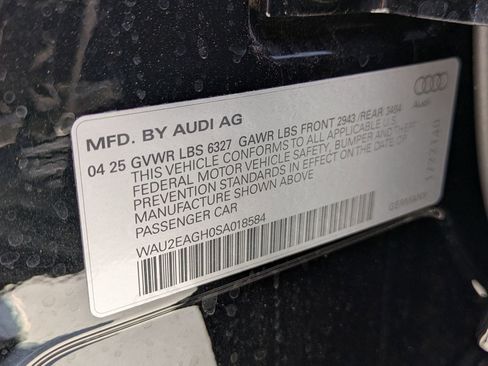 MFD. BY AUDI AG
Audi
04 25 GVWR LBS 6327 GAWR LBS FRONT 2943 /REAR 3484
THIS VEHICLE CONFORMS TO ALL APPLICABLE U.S.
FEDERAL MOTOR VEHICLE SAFETY, BUMPER AND THEFT
PREVENTION STANDARDS IN EFFECT ON THE DATE OF
MANUFACTURE SHOWN ABOVE
PASSENGER CAR
WAU2EAGH0SA018584
GERMANY